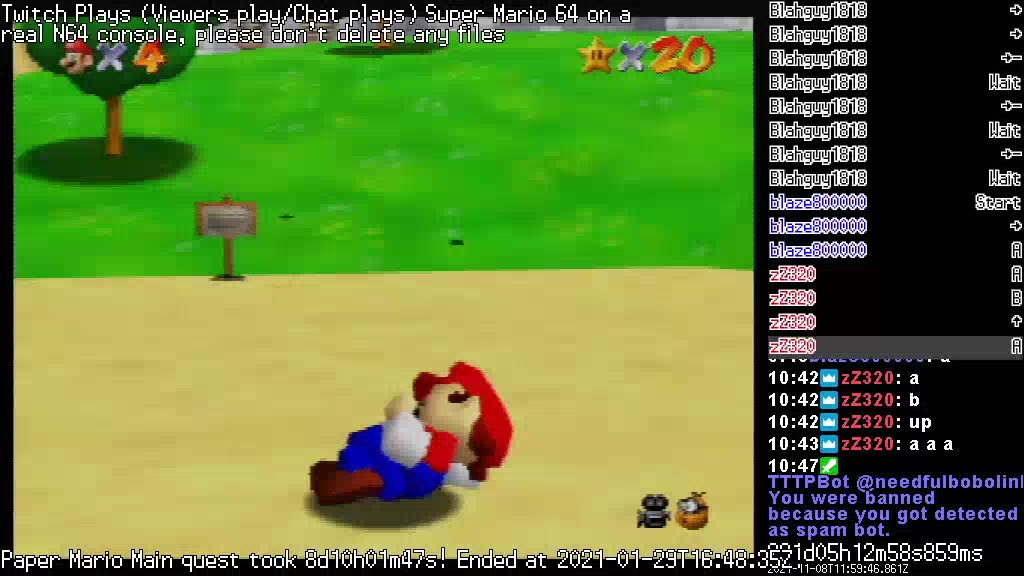 Twitch Plays (Viewers play/Chat plays) Super Mario 64 on a
real N64 console, please don't delete any files
x 4
x 20
Blahguy1818 →
Blahguy1818 →
Blahguy1818
Blahguy1818 Wait
Blahguy1818
Blahguy1818 Wait
Blahguy1818
Blahguy1818 Wait
blaze800000 Start
blaze800000 →
blaze800000 A
zZ320 A
zZ320 B
zZ320 ↑
zZ320 A
10:42 zZ320: a
10:42 zZ320: b
10:42 zZ320: up
10:43 zZ320: a a a
10:47
TTTPBot @needfulbobolinl
You were banned
because you got detected
as spam bot.
Paper Mario Main quest took 8d10h01m47s! Ended at 2021-01-29T16:48:35Z
d05h12m58s859ms
2021-11-08T11:59:46.861Z